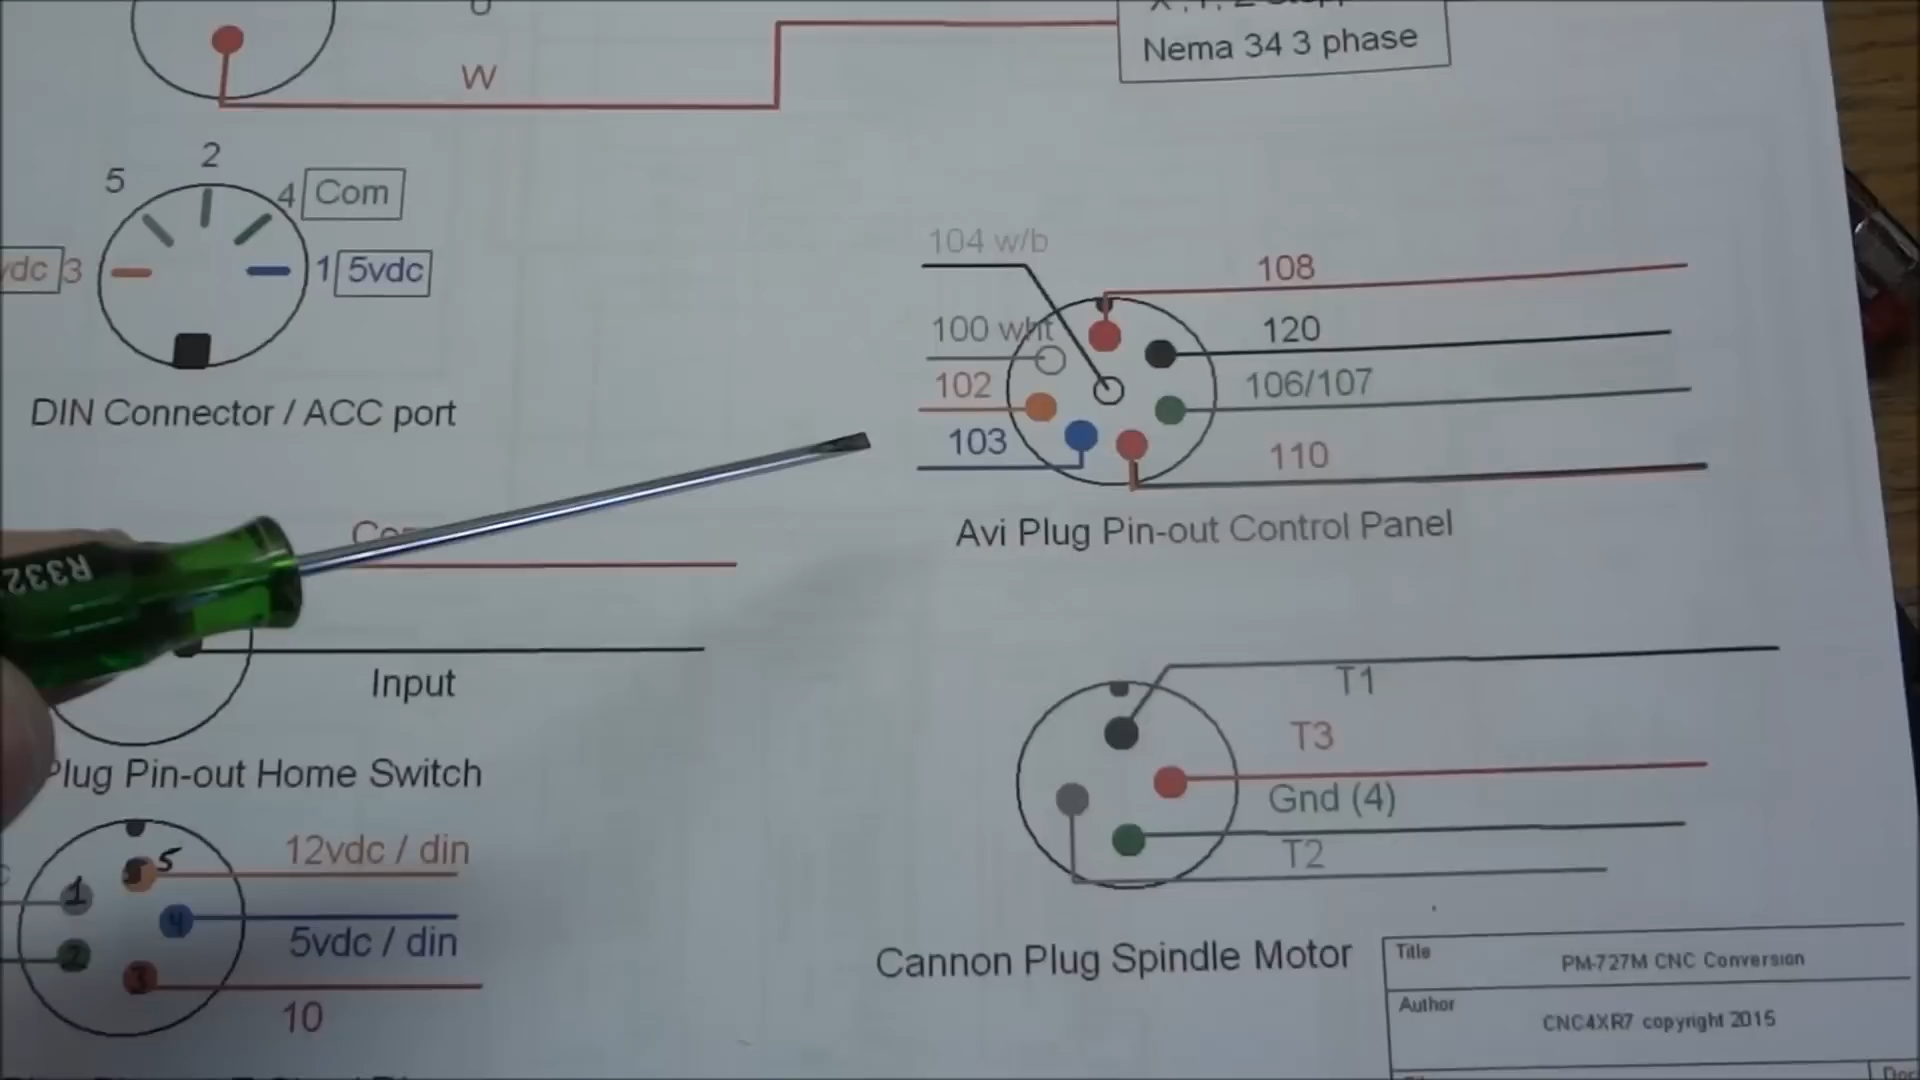 Nema 34 3 phase
W
2
5
4
Com
3
1
5vdc
DIN Connector / ACC port
104 w/b
108
100 wht
120
102
106/107
103
110
Avi Plug Pin-out Control Panel
R332
Input
T1
T3
Gnd (4)
T2
Plug Pin-out Home Switch
12vdc / din
5
1
4
5vdc / din
2
3
10
Cannon Plug Spindle Motor
Title
PM-727M CNC Conversion
Author
CNC4XR7 copyright 2015